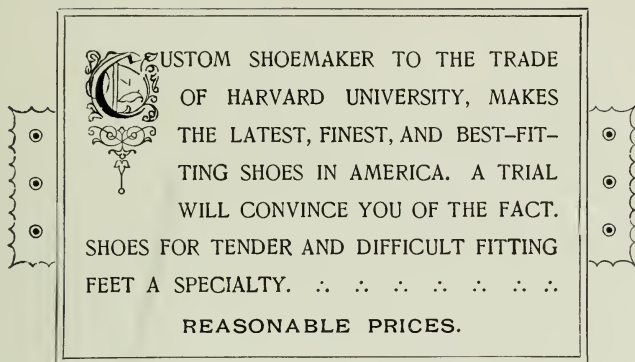 CUSTOM SHOEMAKER TO THE TRADE
OF HARVARD UNIVERSITY, MAKES
THE LATEST, FINEST, AND BEST-FIT-
TING SHOES IN AMERICA. A TRIAL
WILL CONVINCE YOU OF THE FACT.
SHOES FOR TENDER AND DIFFICULT FITTING
FEET A SPECIALTY. ∴ ∴ ∴ ∴ ∴ ∴ ∴
REASONABLE PRICES.